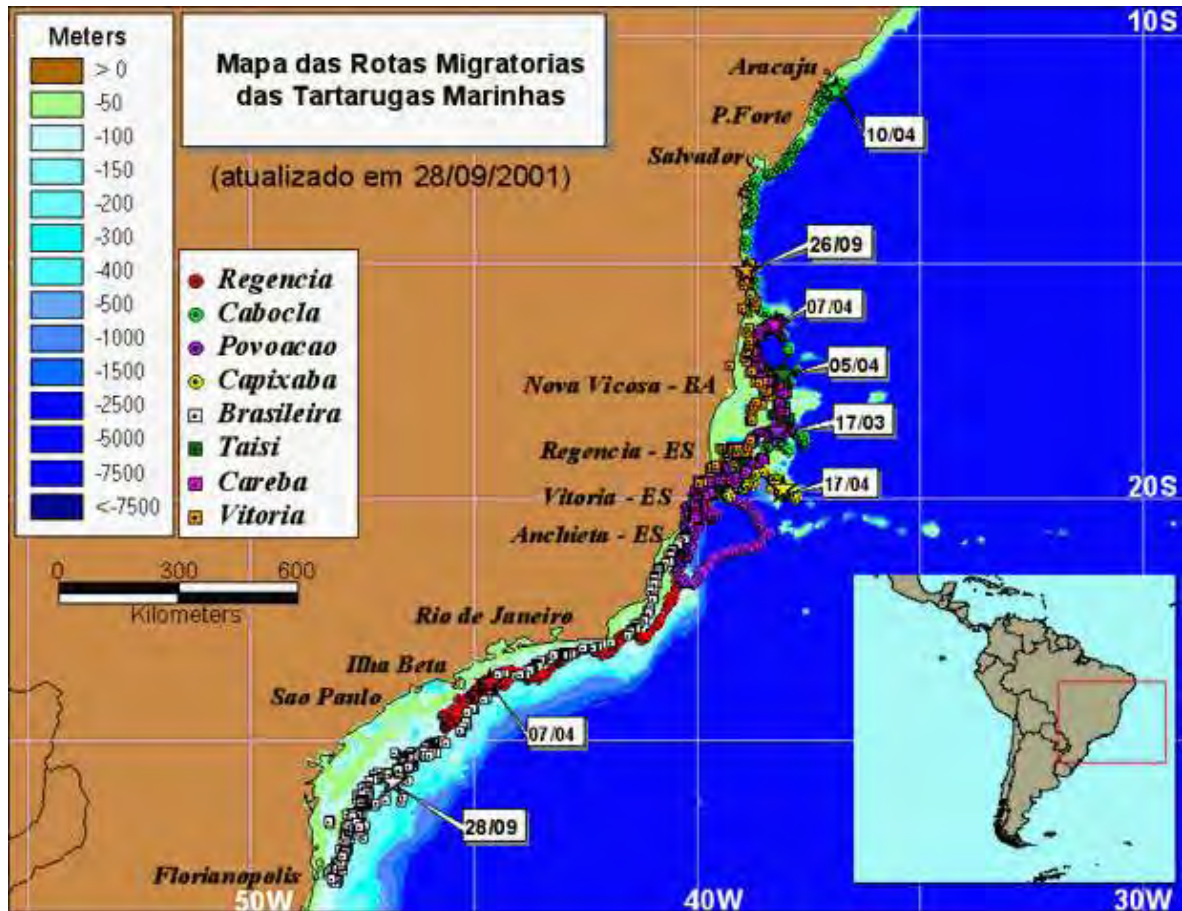 Meters
> 0
-50
-100
-150
-200
-300
-400
-500
-1000
-1500
-2500
-5000
-7500
<-7500
Mapa das Rotas Migratorias
das Tartarugas Marinhas
(atualizado em 28/09/2001)
Regencia
Cabocla
Povoacao
Capixaba
Brasileira
Taisi
Careba
Vitoria
0 300 600
Kilometers
10S
Aracaju
P.Forte
10/04
Salvador
26/09
07/04
05/04
Nova Vicosa - BA
17/03
Regencia - ES
17/04
20S
Vitoria - ES
Anchieta - ES
Rio de Janeiro
Ilha Beta
Sao Paulo
07/04
28/09
Florianopolis
50W 40W 30W